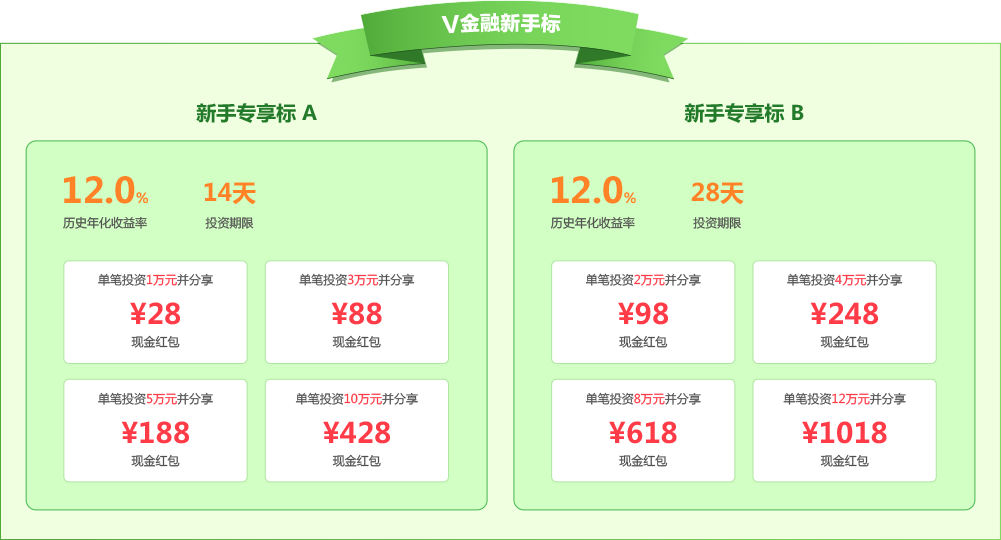 V金融新手标
新手专享标 A
12.0% 14天
历史年化收益率 投资期限
单笔投资1万元并分享 单笔投资3万元并分享
¥28 ¥88
现金红包 现金红包
单笔投资5万元并分享 单笔投资10万元并分享
¥188 ¥428
现金红包 现金红包
新手专享标 B
12.0% 28天
历史年化收益率 投资期限
单笔投资2万元并分享 单笔投资4万元并分享
¥98 ¥248
现金红包 现金红包
单笔投资8万元并分享 单笔投资12万元并分享
¥618 ¥1018
现金红包 现金红包